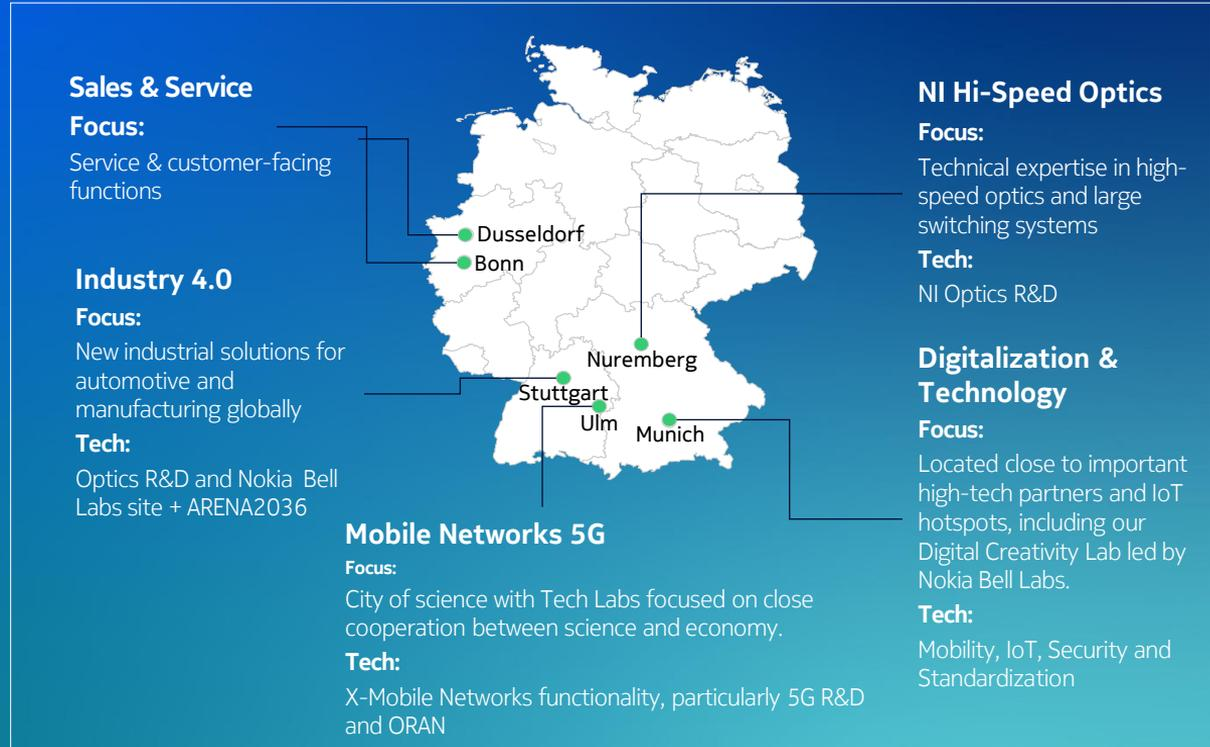 Sales & Service
Focus:
Service & customer-facing
functions
Industry 4.0
Focus:
New industrial solutions for
automotive and
manufacturing globally
Tech:
Optics R&D and Nokia Bell
Labs site + ARENA2036
Dusseldorf
Bonn
Nuremberg
Stuttgart
Ulm
Munich
Mobile Networks 5G
Focus:
City of science with Tech Labs focused on close
cooperation between science and economy.
Tech:
X-Mobile Networks functionality, particularly 5G R&D
and ORAN
NI Hi-Speed Optics
Focus:
Technical expertise in high-
speed optics and large
switching systems
Tech:
NI Optics R&D
Digitalization &
Technology
Focus:
Located close to important
high-tech partners and IoT
hotspots, including our
Digital Creativity Lab led by
Nokia Bell Labs.
Tech:
Mobility, IoT, Security and
Standardization